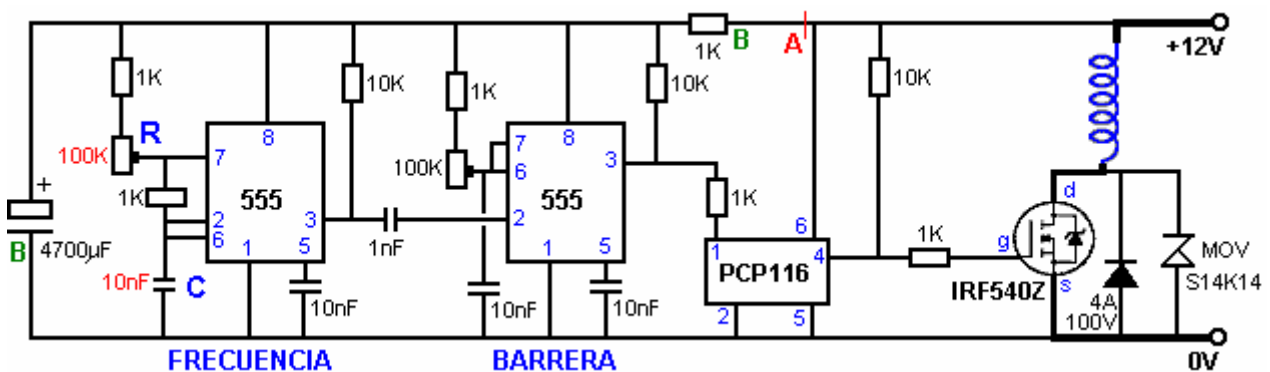 1K
B
A
+12V
1K
10K
1K
10K
10K
R
100K
7
8
555
1K
2
6
3
1
5
+
B
4700µF
10nF
C
10nF
1nF
100K
7
6
8
3
555
2
1
5
10nF
10nF
1K
1
6
4
PCP116
2
5
1K
g
d
s
IRF540Z
4A
100V
MOV
S14K14
FRECUENCIA
BARRERA
0V